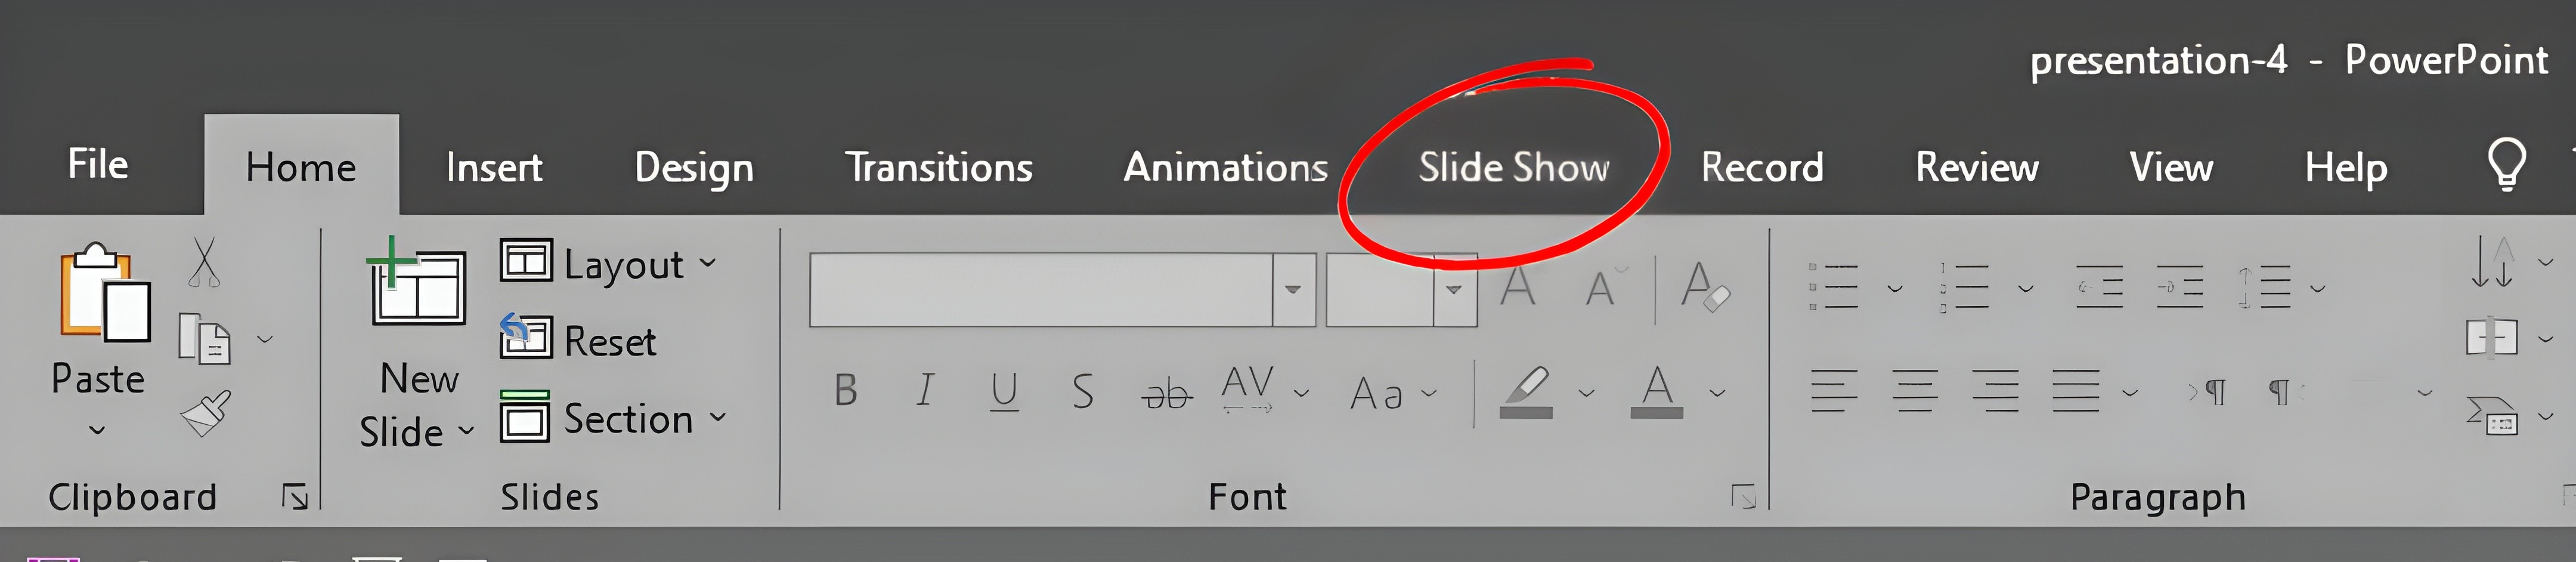 presentation-4 - PowerPoint
File Home Insert Design Transitions Animations Slide Show Record Review View Help
Layout
Reset
Paste New
Slide Section
B I U S ab AV Aa A
Clipboard Slides Font Paragraph